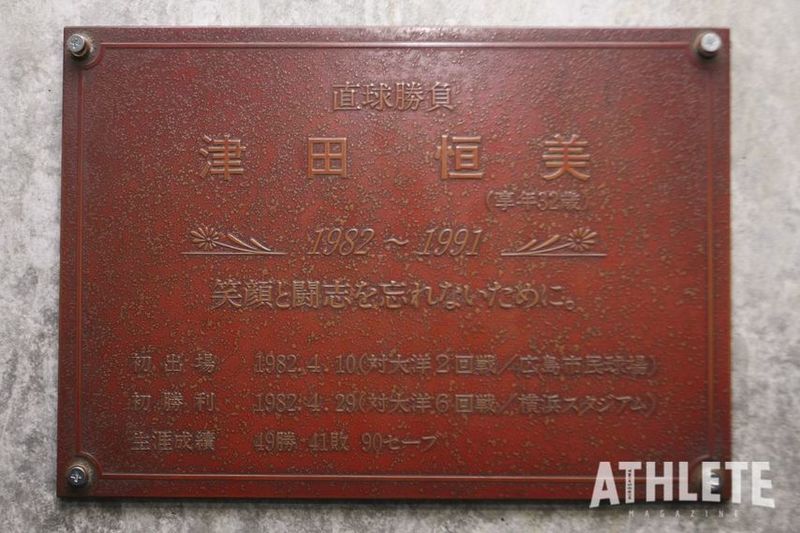 直球勝負
津田恒美
(享年32歳)
1982～1991
笑顔と闘志を忘れないために。
初出場 1982.4.10(対大洋2回戦/広島市民球場)
初勝利 1982.4.29(対大洋6回戦/横浜スタジアム)
生涯成績 49勝 41敗 90セーブ
ATHLETE
MAGAZINE